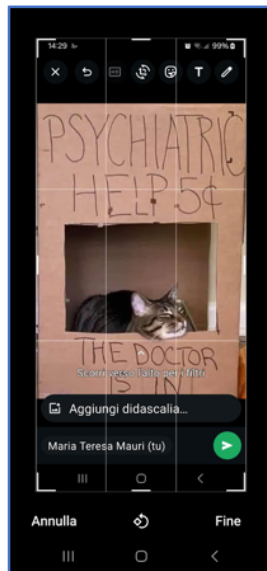 14:29
99%
HD
T
PSYCHIATRIC
HELP 5¢
THE DOCTOR
IS IN
Scorri verso l'alto per i filtri
Aggiungi didascalia...
Maria Teresa Mauri (tu)
Annulla
Fine